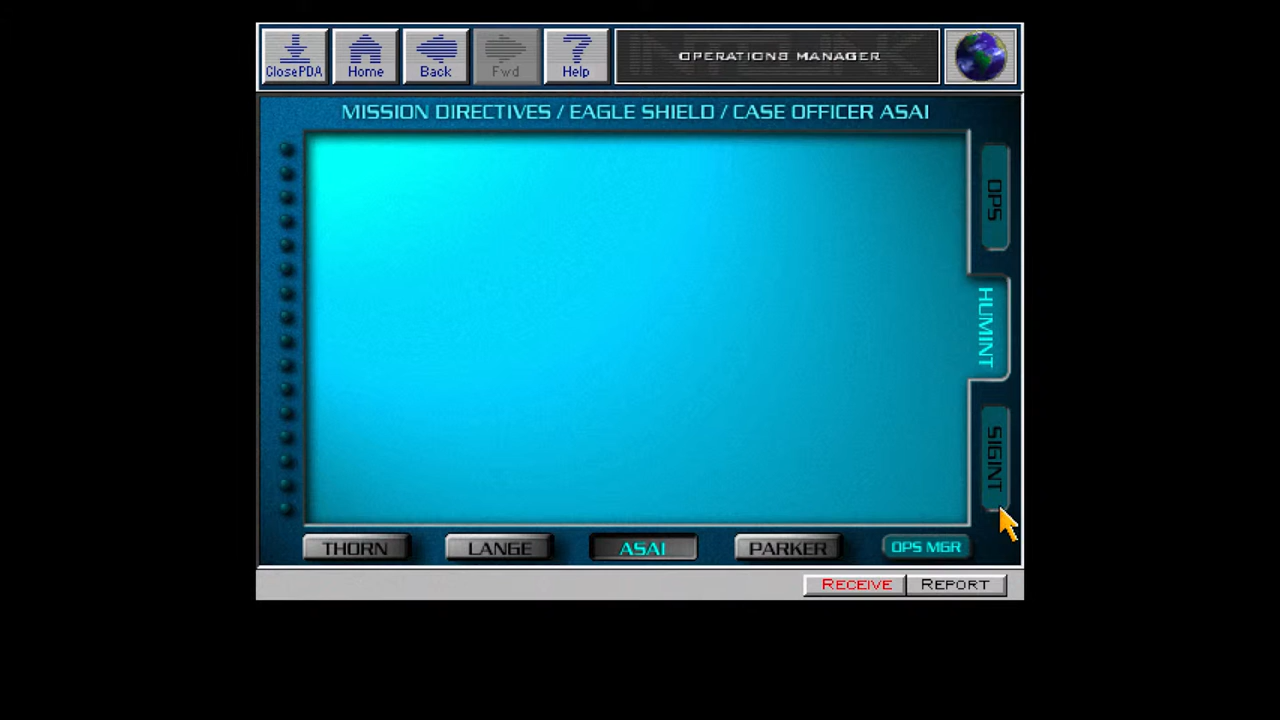 ClosePDA
Home
Back
Fwd
Help
OPERATIONS MANAGER
MISSION DIRECTIVES / EAGLE SHIELD / CASE OFFICER ASAI
OPS
HUMINT
SIGINT
THORN
LANGE
ASAI
PARKER
OPS MGR
RECEIVE
REPORT